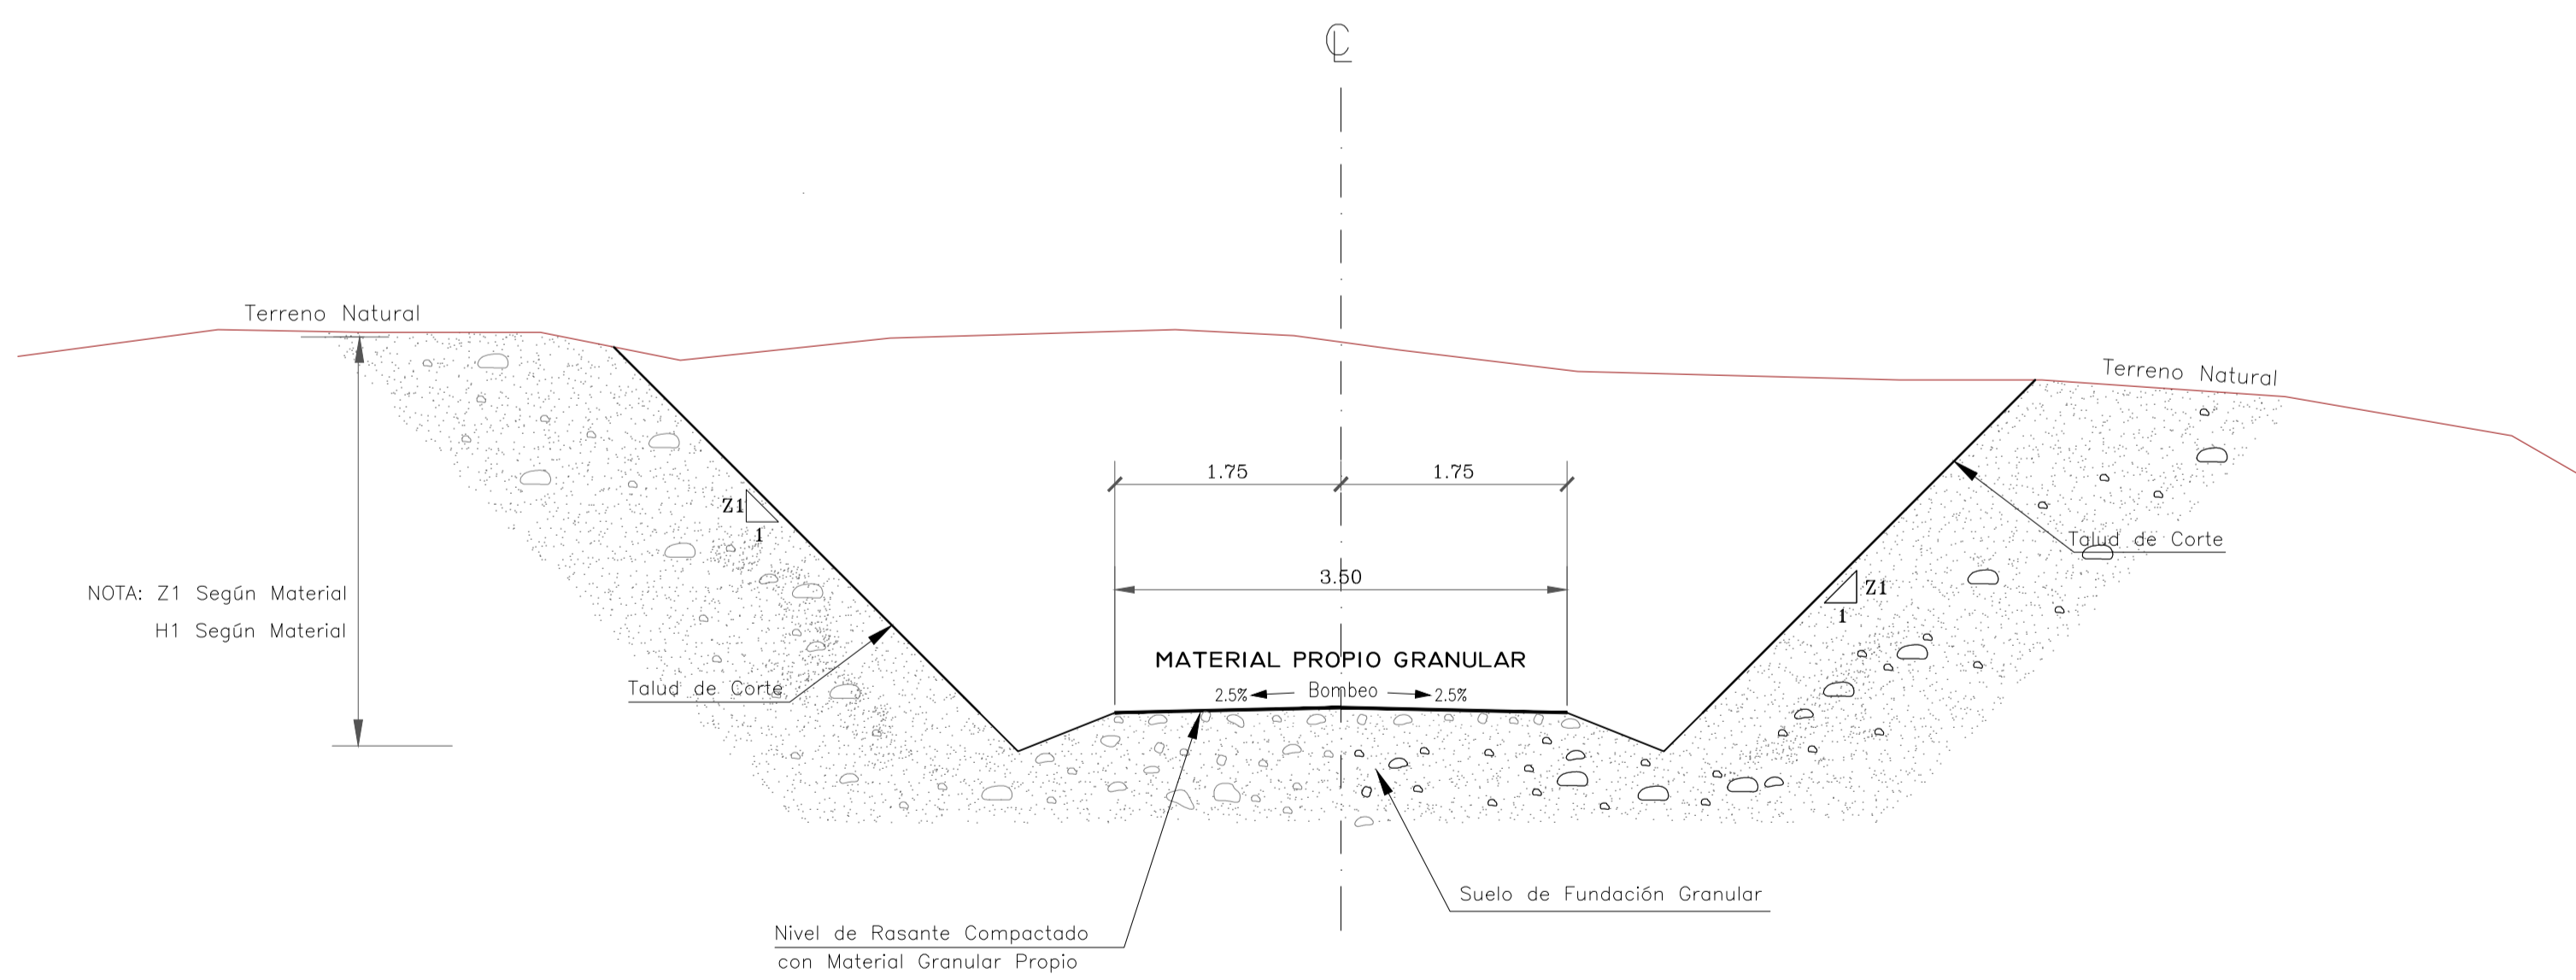 ℄
Terreno Natural
Terreno Natural
1.75
1.75
Z1
1
Talud de Corte
3.50
Z1
1
NOTA: Z1 Según Material
H1 Según Material
MATERIAL PROPIO GRANULAR
2.5% Bombeo 2.5%
Talud de Corte
Suelo de Fundación Granular
Nivel de Rasante Compactado
con Material Granular Propio